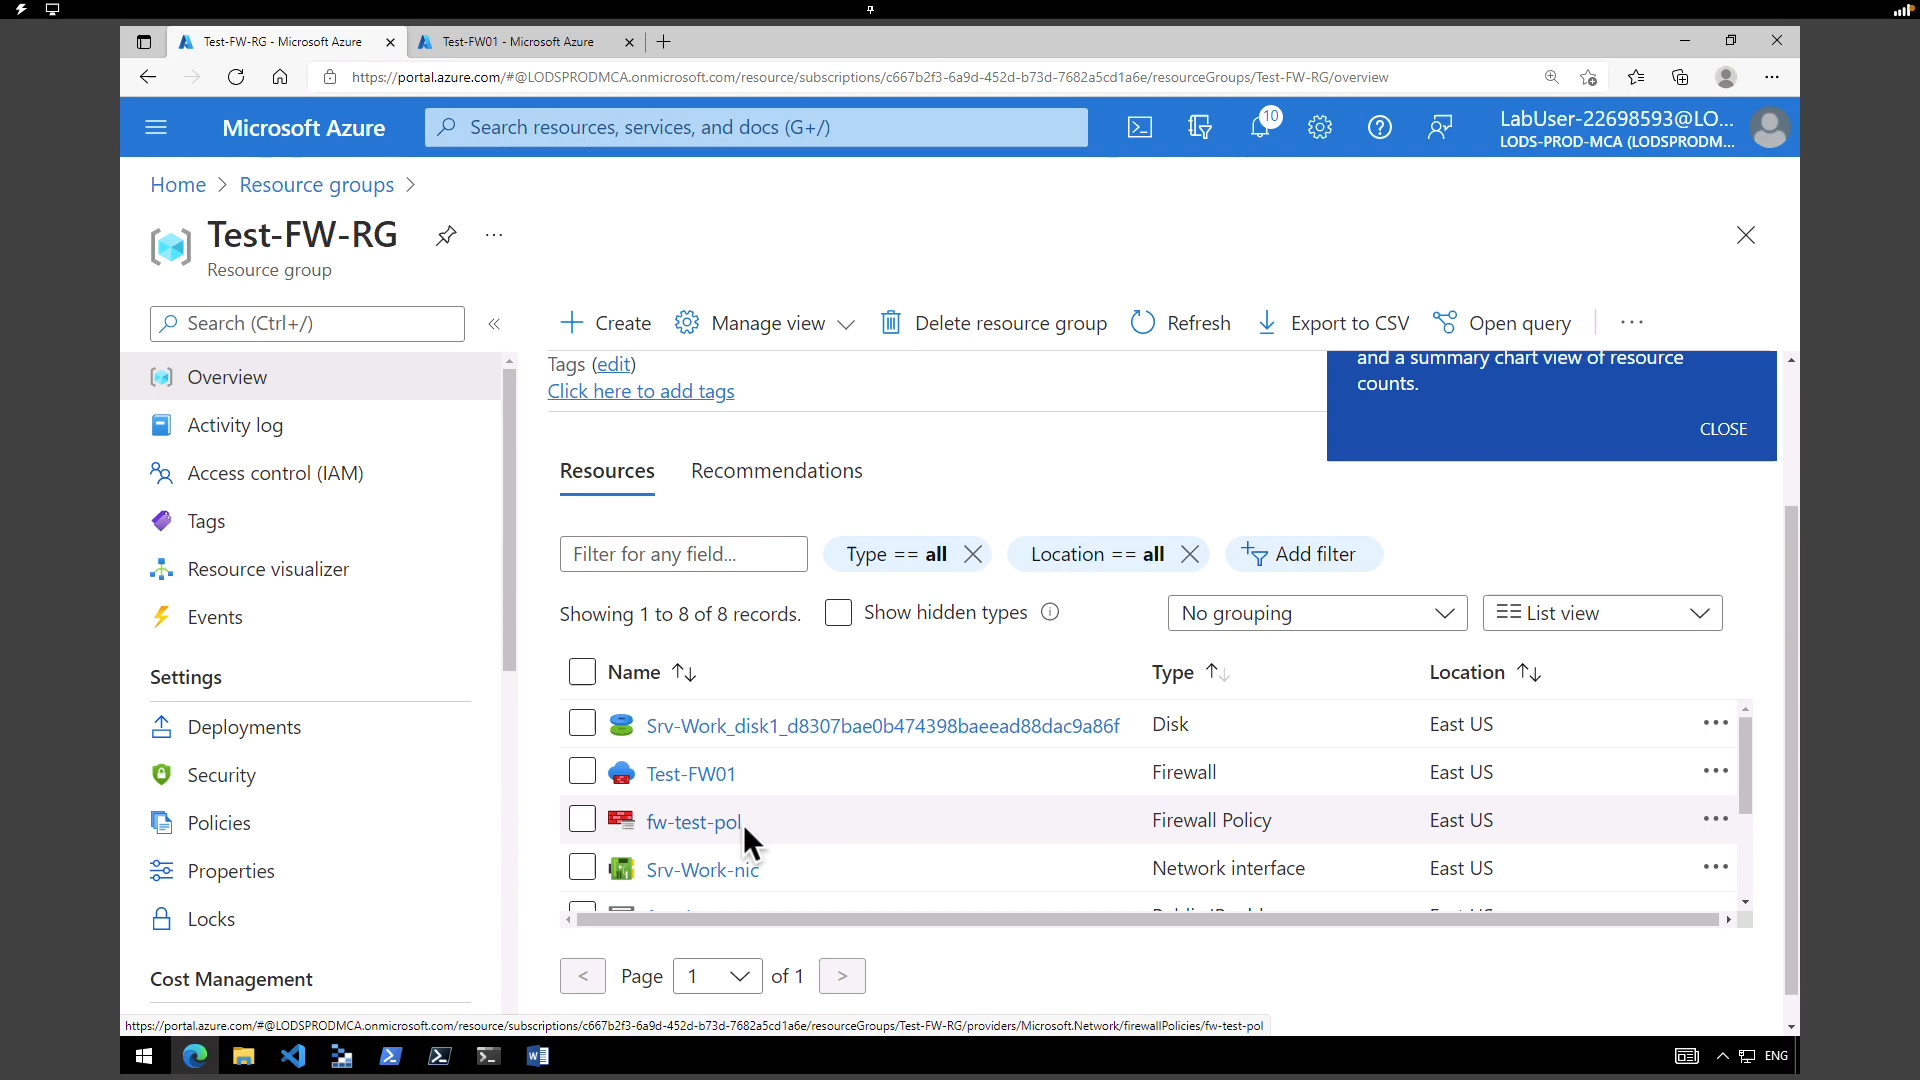 Test-FW-RG - Microsoft Azure
Test-FW01 - Microsoft Azure
https://portal.azure.com/#@LODSPRODMCA.onmicrosoft.com/resource/subscriptions/c667b2f3-6a9d-452d-b73d-7682a5cd1a6e/resourceGroups/Test-FW-RG/overview
Microsoft Azure
Search resources, services, and docs (G+/)
10
LabUser-22698593@LO...
LODS-PROD-MCA (LODSPRODM...
Home > Resource groups >
Test-FW-RG
Resource group
Search (Ctrl+/)
Create
Manage view
Delete resource group
Refresh
Export to CSV
Open query
Overview
Activity log
Access control (IAM)
Tags
Resource visualizer
Events
Settings
Deployments
Security
Policies
Properties
Locks
Cost Management
Tags (edit)
Click here to add tags
and a summary chart view of resource
counts.
CLOSE
Resources
Recommendations
Filter for any field...
Type == all
Location == all
Add filter
Showing 1 to 8 of 8 records.
Show hidden types
No grouping
List view
Name
Type
Location
Srv-Work_disk1_d8307bae0b474398baeead88dac9a86f
Disk
East US
Test-FW01
Firewall
East US
fw-test-pol
Firewall Policy
East US
Srv-Work-nic
Network interface
East US
< Page 1 of 1 >
https://portal.azure.com/#@LODSPRODMCA.onmicrosoft.com/resource/subscriptions/c667b2f3-6a9d-452d-b73d-7682a5cd1a6e/resourceGroups/Test-FW-RG/providers/Microsoft.Network/firewallPolicies/fw-test-pol
ENG